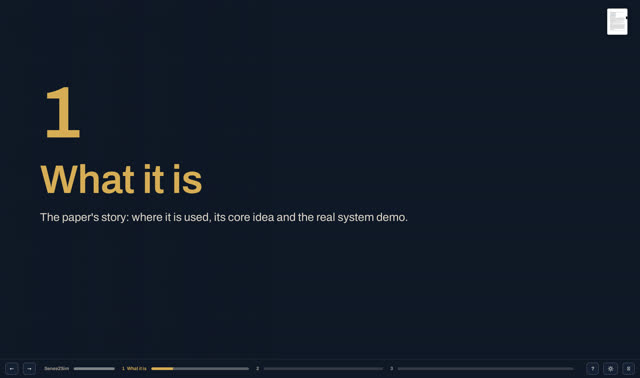 1
What it is
The paper's story: where it is used, its core idea and the real system demo.
← → Sense2Sim 1 What it is 2 3 ?